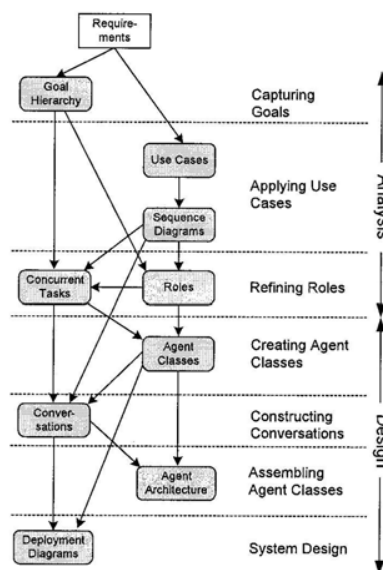 Require-
ments
Goal
Hierarchy
Capturing
Goals
Use Cases
Applying Use
Cases
Sequence
Diagrams
Analysis
Concurrent
Tasks
Roles
Refining Roles
Agent
Classes
Creating Agent
Classes
Conver-
sations
Constructing
Conversations
Design
Agent
Architecture
Assembling
Agent Classes
Deployment
Diagrams
System Design